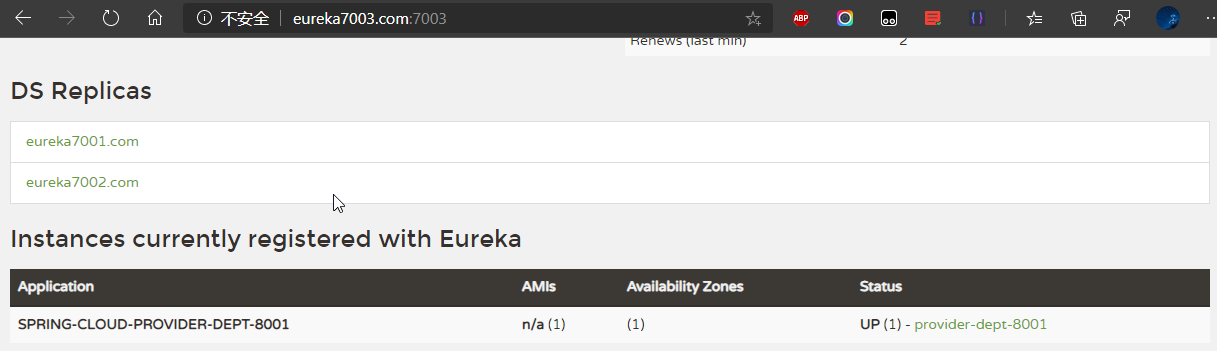 不安全 eureka7003.com:7003
ABP
Renews (last min) 2
DS Replicas
eureka7001.com
eureka7002.com
Instances currently registered with Eureka
Application AMIs Availability Zones Status
SPRING-CLOUD-PROVIDER-DEPT-8001 n/a (1) (1) UP (1) - provider-dept-8001